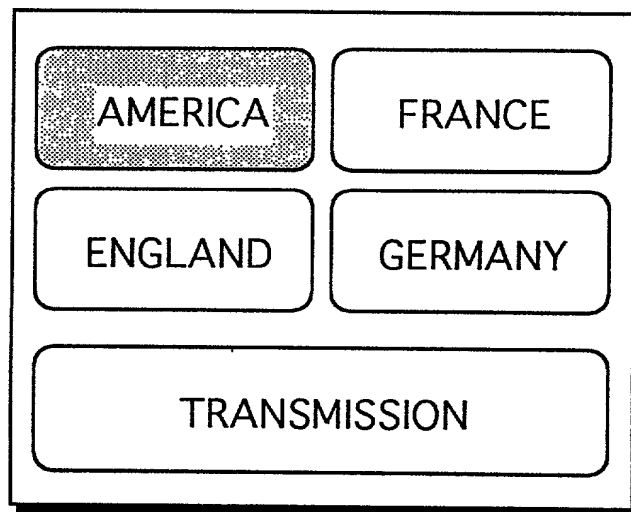 AMERICA
FRANCE
ENGLAND
GERMANY
TRANSMISSION